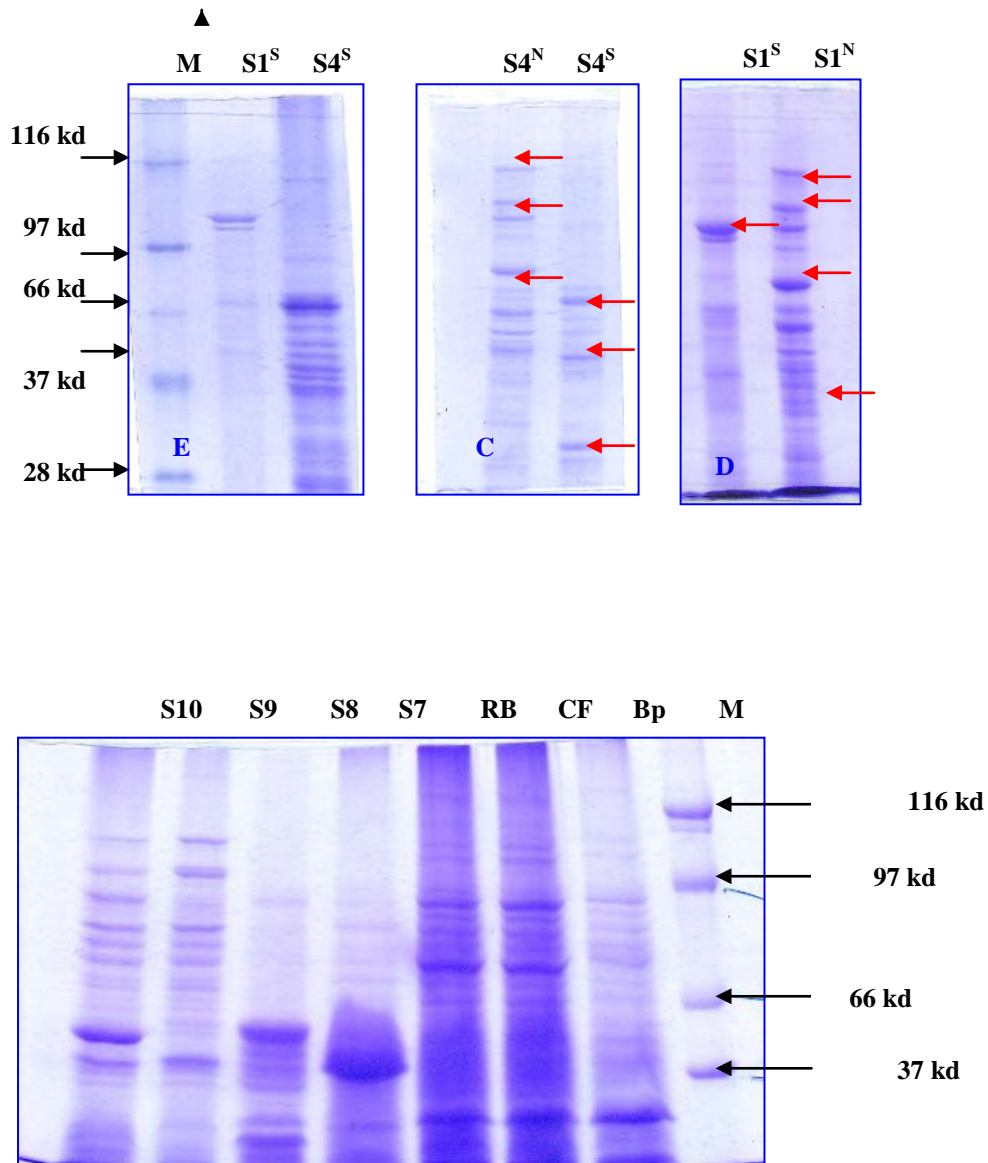 M S1ˢ S4ˢ
S4ᴺ S4ˢ
S1ˢ S1ᴺ
116 kd
97 kd
66 kd
37 kd
28 kd
E
C
D
S10 S9 S8 S7 RB CF Bp M
116 kd
97 kd
66 kd
37 kd